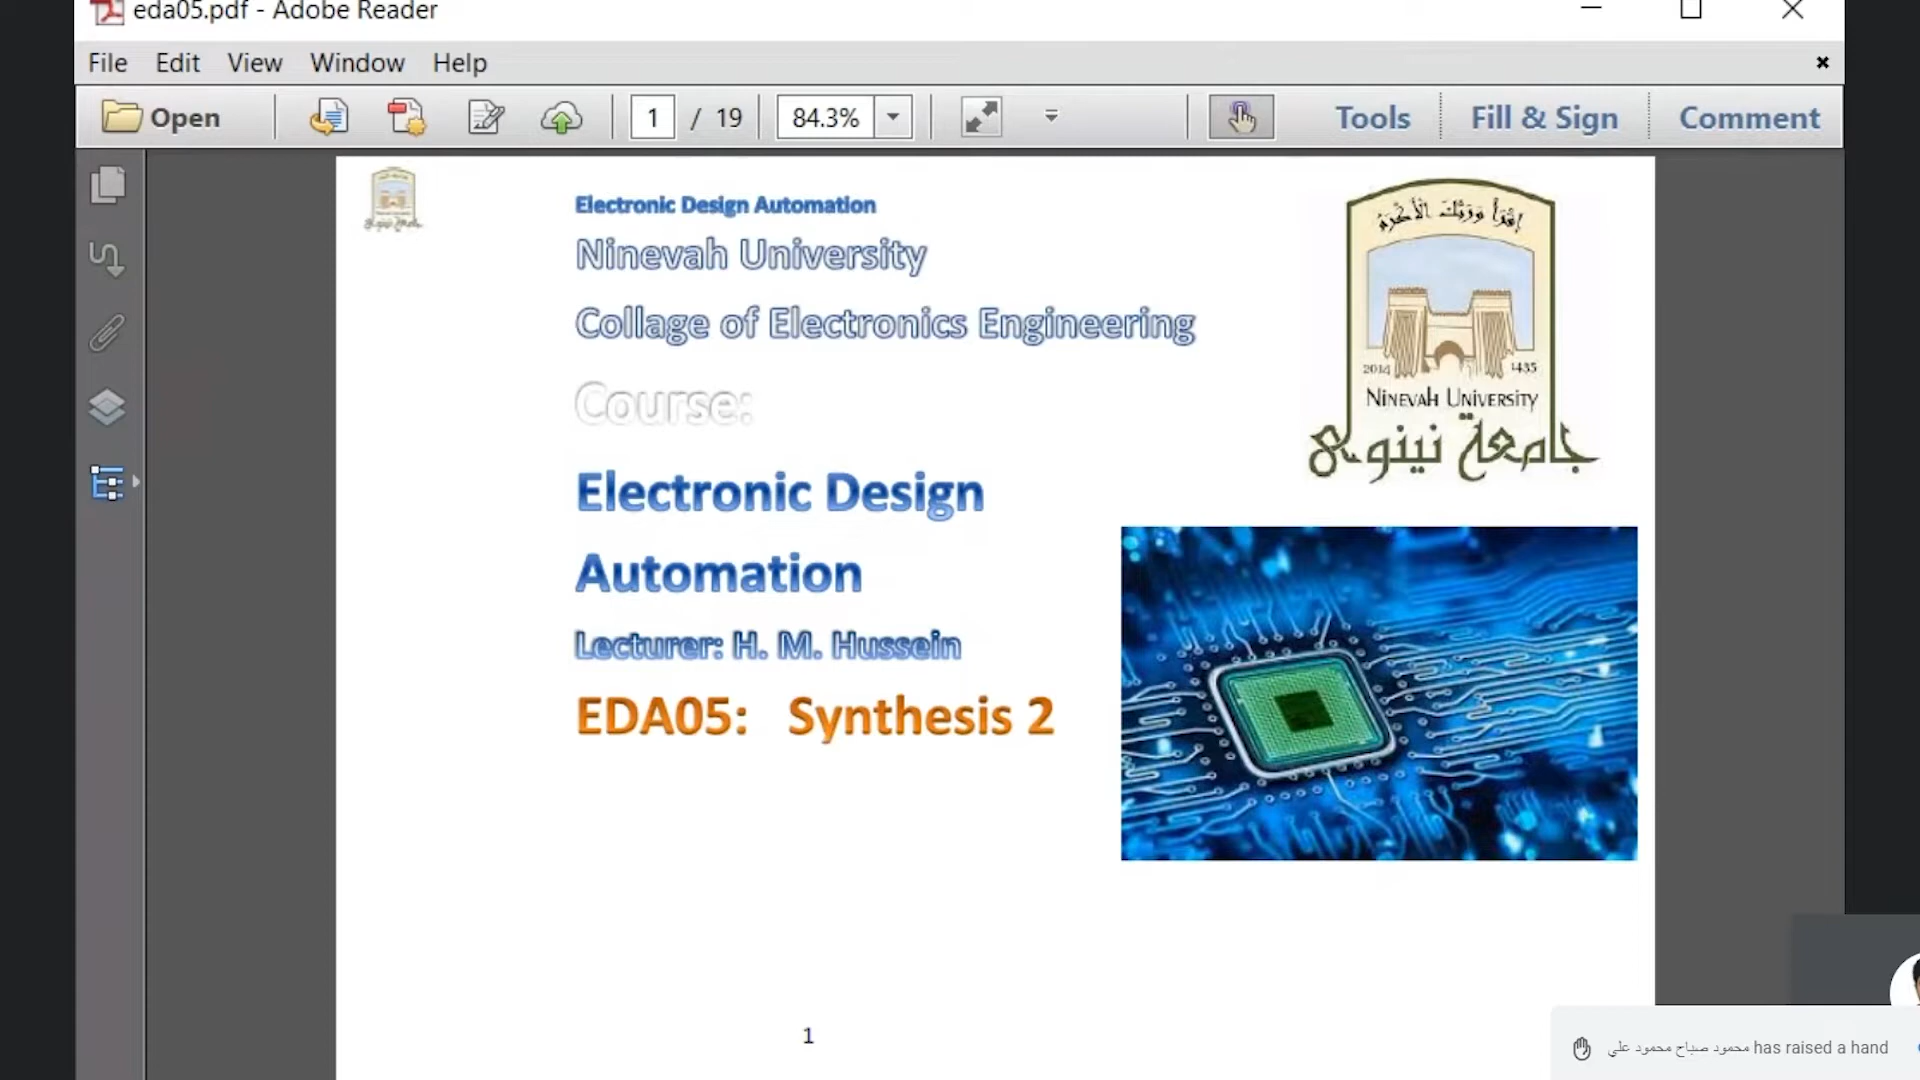 eda05.pdf - Adobe Reader
File Edit View Window Help
Open 1 / 19 84.3% Tools Fill & Sign Comment
Electronic Design Automation
Ninevah University
Collage of Electronics Engineering
Course:
Electronic Design
Automation
Lecturer: H. M. Hussein
EDA05: Synthesis 2
إقرأ وربك الأكرم
2014 1435
Ninevah University
جامعة نينوى
1
محمود صباح محمود علي has raised a hand